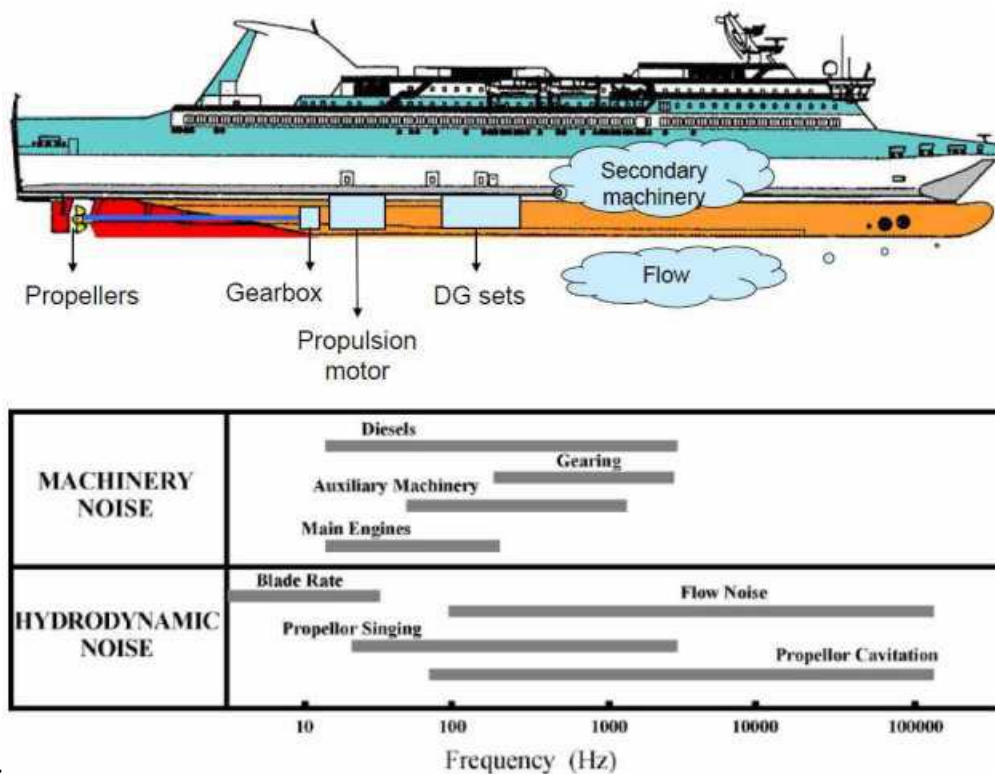 Secondary
machinery
Flow
Propellers
Gearbox
DG sets
Propulsion
motor
MACHINERY
NOISE
Diesels
Gearing
Auxiliary Machinery
Main Engines
HYDRODYNAMIC
NOISE
Blade Rate
Flow Noise
Propellor Singing
Propellor Cavitation
10 100 1000 10000 100000
Frequency (Hz)